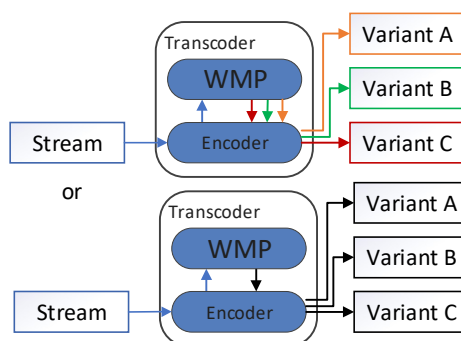 Transcoder
WMP
Encoder
Stream
Variant A
Variant B
Variant C
or
Transcoder
WMP
Encoder
Stream
Variant A
Variant B
Variant C